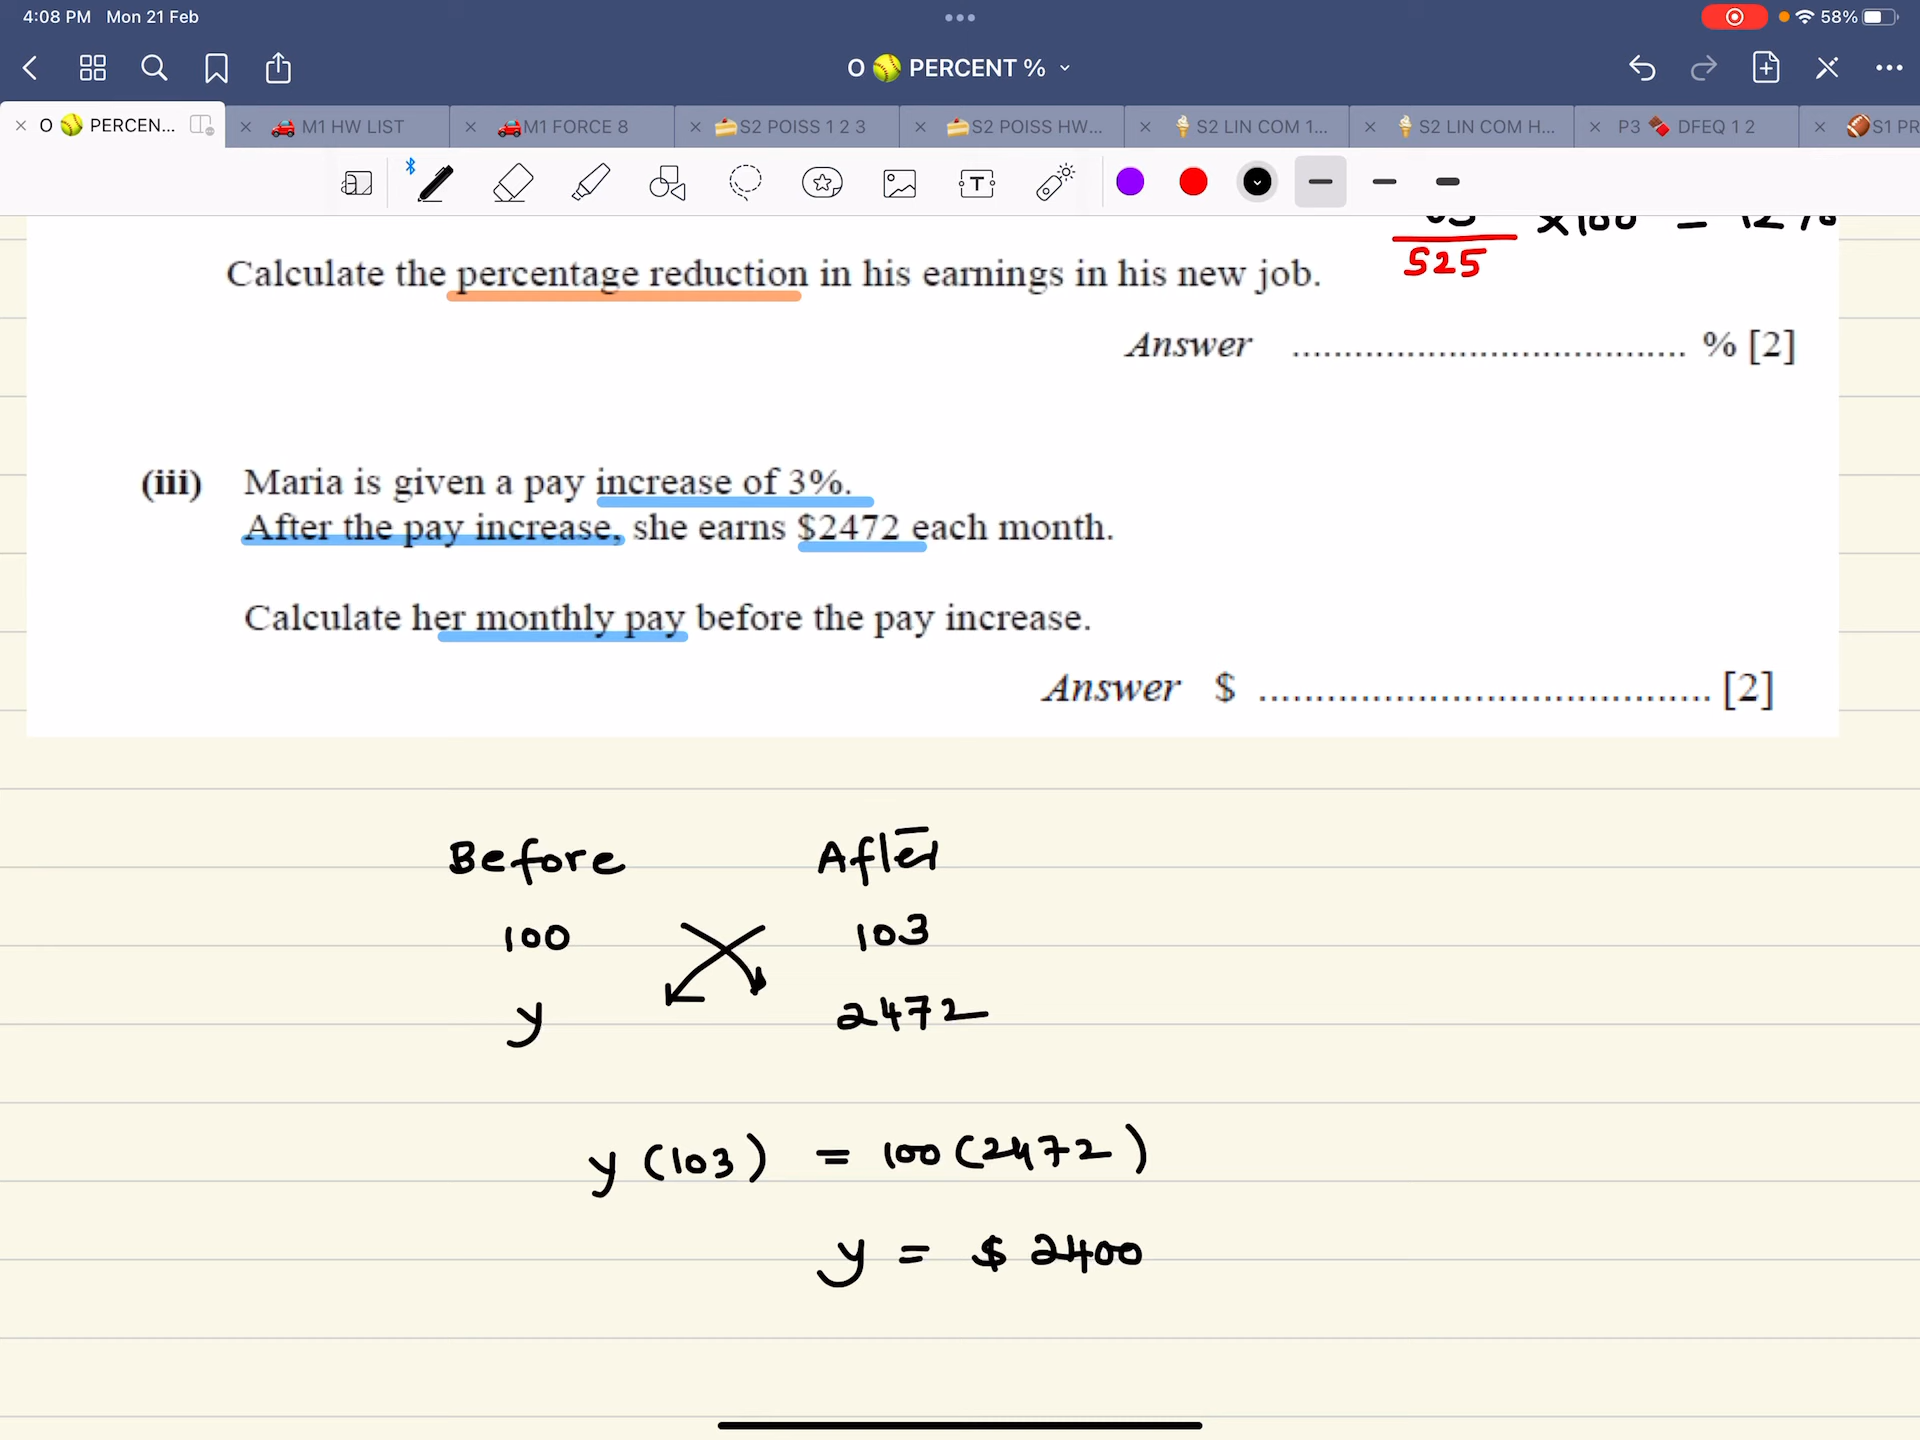 4:08 PM Mon 21 Feb
58%
O 🥎 PERCENT %
O 🥎 PERCEN...
🚗 M1 HW LIST
🚗M1 FORCE 8
🍰S2 POISS 1 2 3
🍰S2 POISS HW...
🍦 S2 LIN COM 1...
🍦 S2 LIN COM H...
P3 🍫 DFEQ 1 2
🏈S1 PR
525
Calculate the percentage reduction in his earnings in his new job.
Answer ...................................... % [2]
(iii) Maria is given a pay increase of 3%.
After the pay increase, she earns $2472 each month.
Calculate her monthly pay before the pay increase.
Answer $ ............................................ [2]
Before After
100 103
y 2472
y (103) = 100 (2472)
y = $ 2400